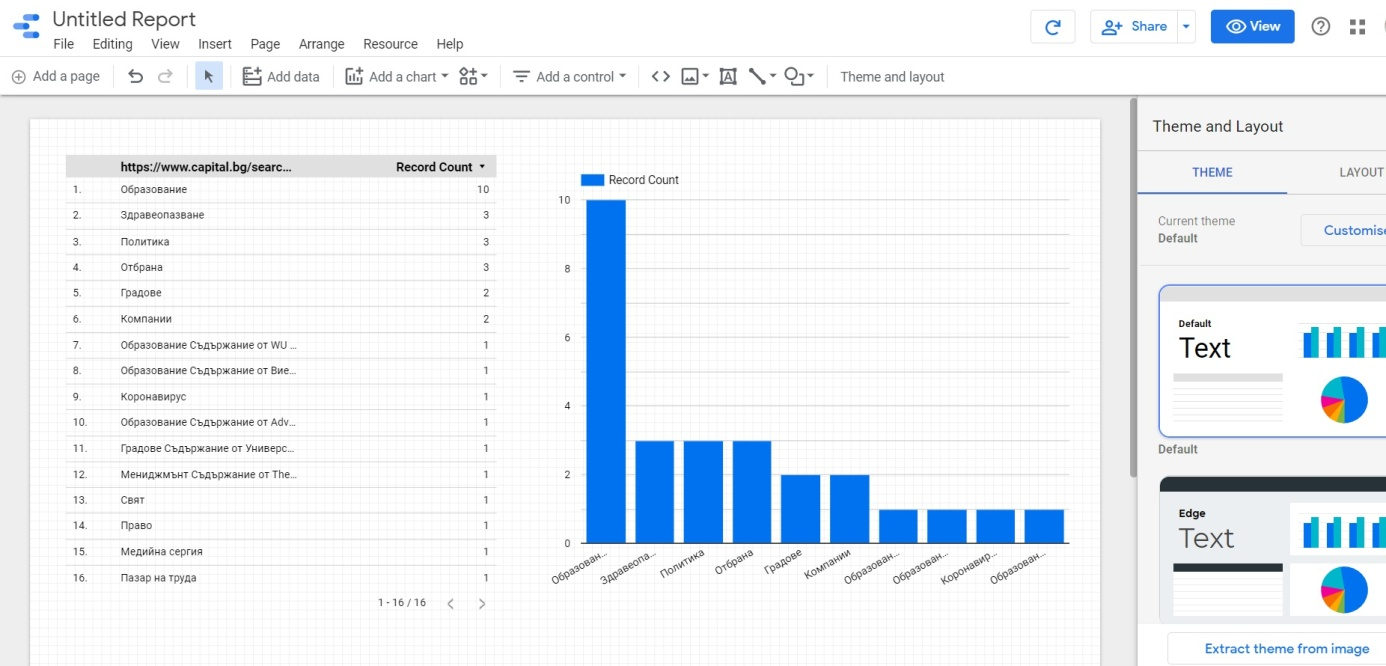 Untitled Report
File Editing View Insert Page Arrange Resource Help
Share
View
Add a page
Add data
Add a chart
Add a control
Theme and layout
https://www.capital.bg/searc... Record Count
1. Образование 10
2. Здравеопазване 3
3. Политика 3
4. Отбрана 3
5. Градове 2
6. Компании 2
7. Образование Съдържание от WU ... 1
8. Образование Съдържание от Вие... 1
9. Коронавирус 1
10. Образование Съдържание от Adv... 1
11. Градове Съдържание от Универс... 1
12. Мениджмънт Съдържание от The... 1
13. Свят 1
14. Право 1
15. Медийна сергия 1
16. Пазар на труда 1
1 - 16 / 16
Record Count
10
8
6
4
2
0
Образован... Здравеопа... Политика Отбрана Градове Компании Образован... Образован... Коронавир... Образован...
Theme and Layout
THEME LAYOUT
Current theme
Default
Customise
Default
Text
Default
Edge
Text
Extract theme from image